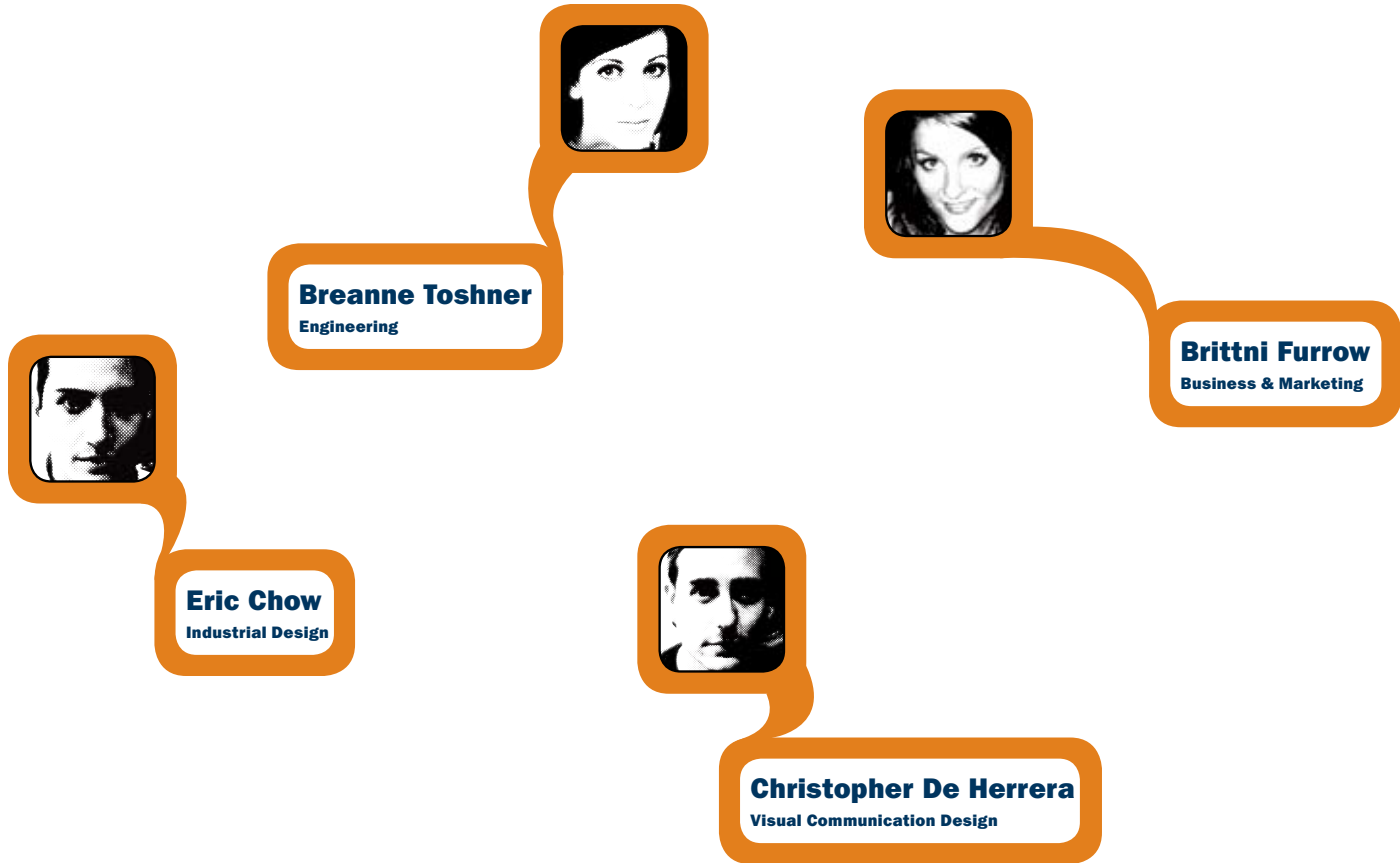 Breanne Toshner
Engineering
Brittni Furrow
Business & Marketing
Eric Chow
Industrial Design
Christopher De Herrera
Visual Communication Design